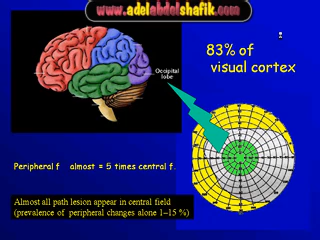 www.adelabdelshafik.com
83% of
visual cortex
Occipital
lobe
Peripheral f almost = 5 times central f.
Almost all path lesion appear in central field
(prevalence of peripheral changes alone 1–15 %)